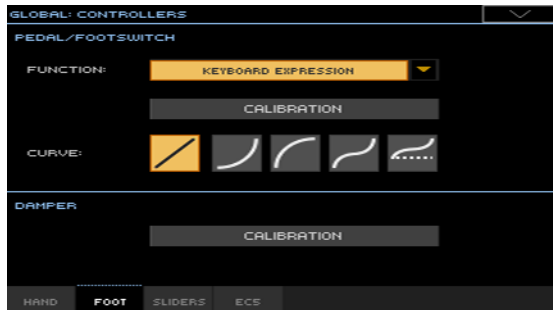 GLOBAL: CONTROLLERS
PEDAL/FOOTSWITCH
FUNCTION: KEYBOARD EXPRESSION
CALIBRATION
CURVE:
DAMPER
CALIBRATION
HAND FOOT SLIDERS EC5